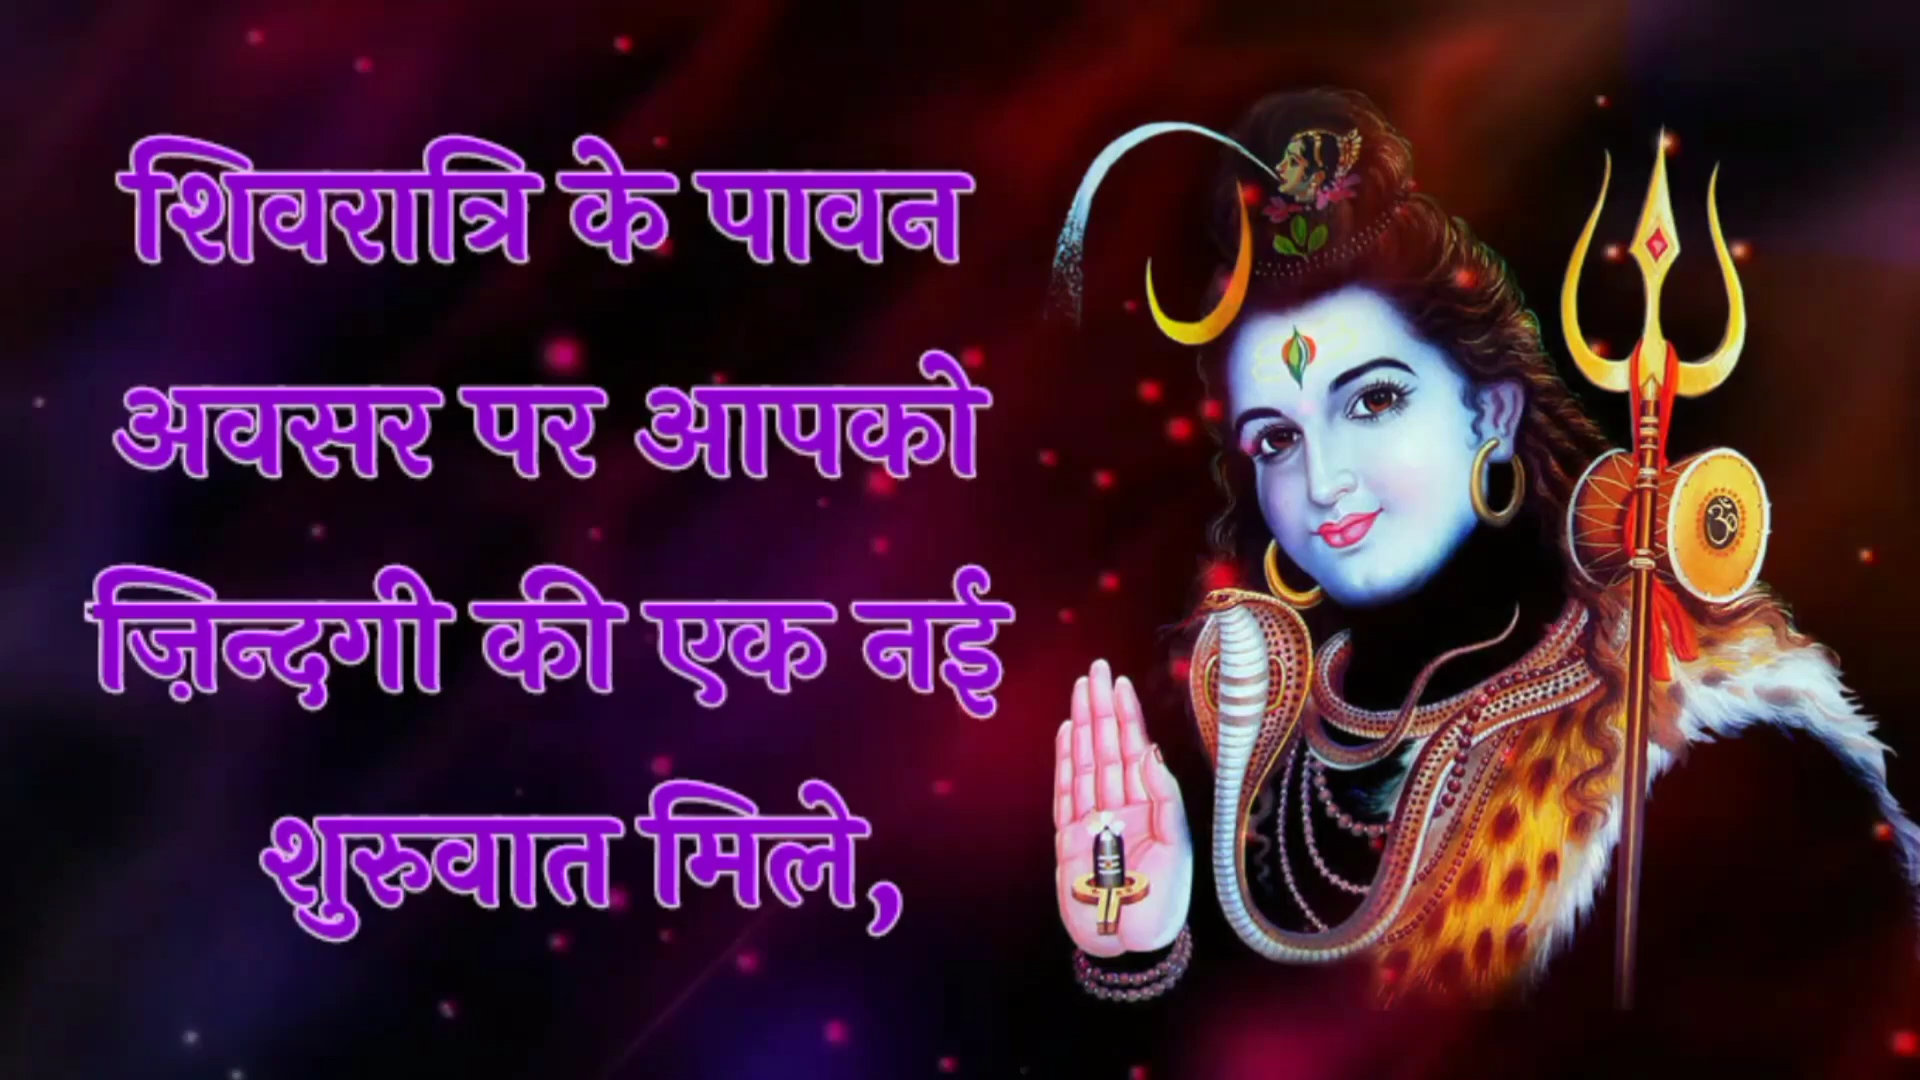 शिवरात्रि के पावन
अवसर पर आपको
ज़िन्दगी की एक नई
शुरुवात मिले,
ॐ